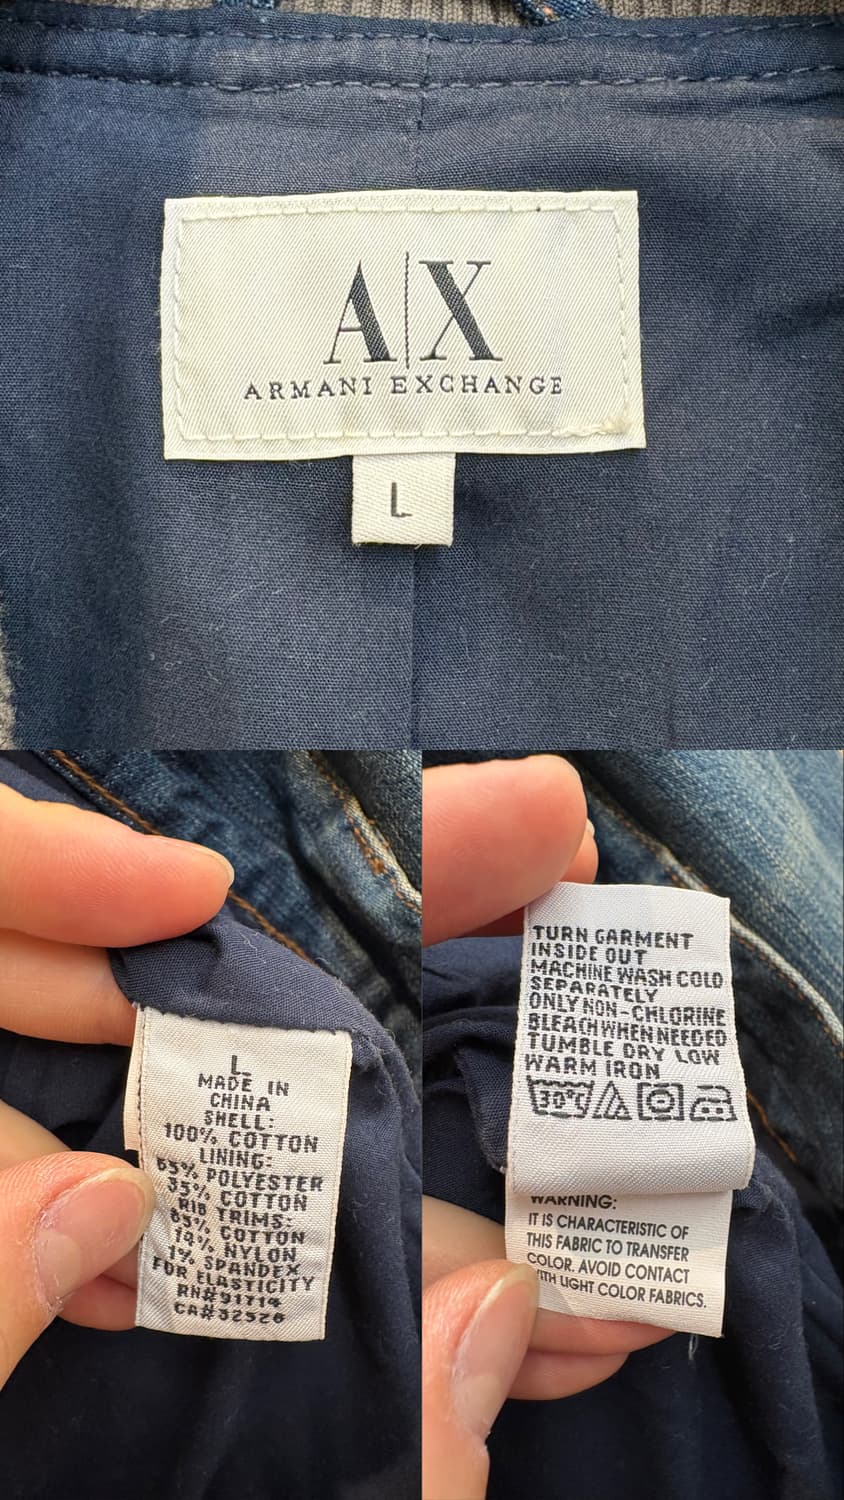 A|X
ARMANI EXCHANGE
L
L
MADE IN
CHINA
SHELL:
100% COTTON
LINING:
65% POLYESTER
35% COTTON
RIB TRIMS:
85% COTTON
14% NYLON
1% SPANDEX
FOR ELASTICITY
RN#91714
CA#32526
TURN GARMENT
INSIDE OUT
MACHINE WASH COLD
SEPARATELY
ONLY NON-CHLORINE
BLEACH WHEN NEEDED
TUMBLE DRY LOW
WARM IRON
30°C
WARNING:
IT IS CHARACTERISTIC OF
THIS FABRIC TO TRANSFER
COLOR. AVOID CONTACT
WITH LIGHT COLOR FABRICS.